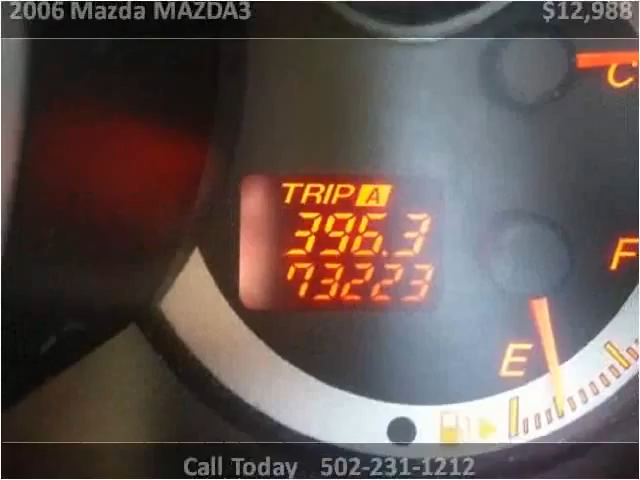 2006 Mazda MAZDA3 $12,988
C
TRIP A
396.3
73223
F
E
Call Today 502-231-1212